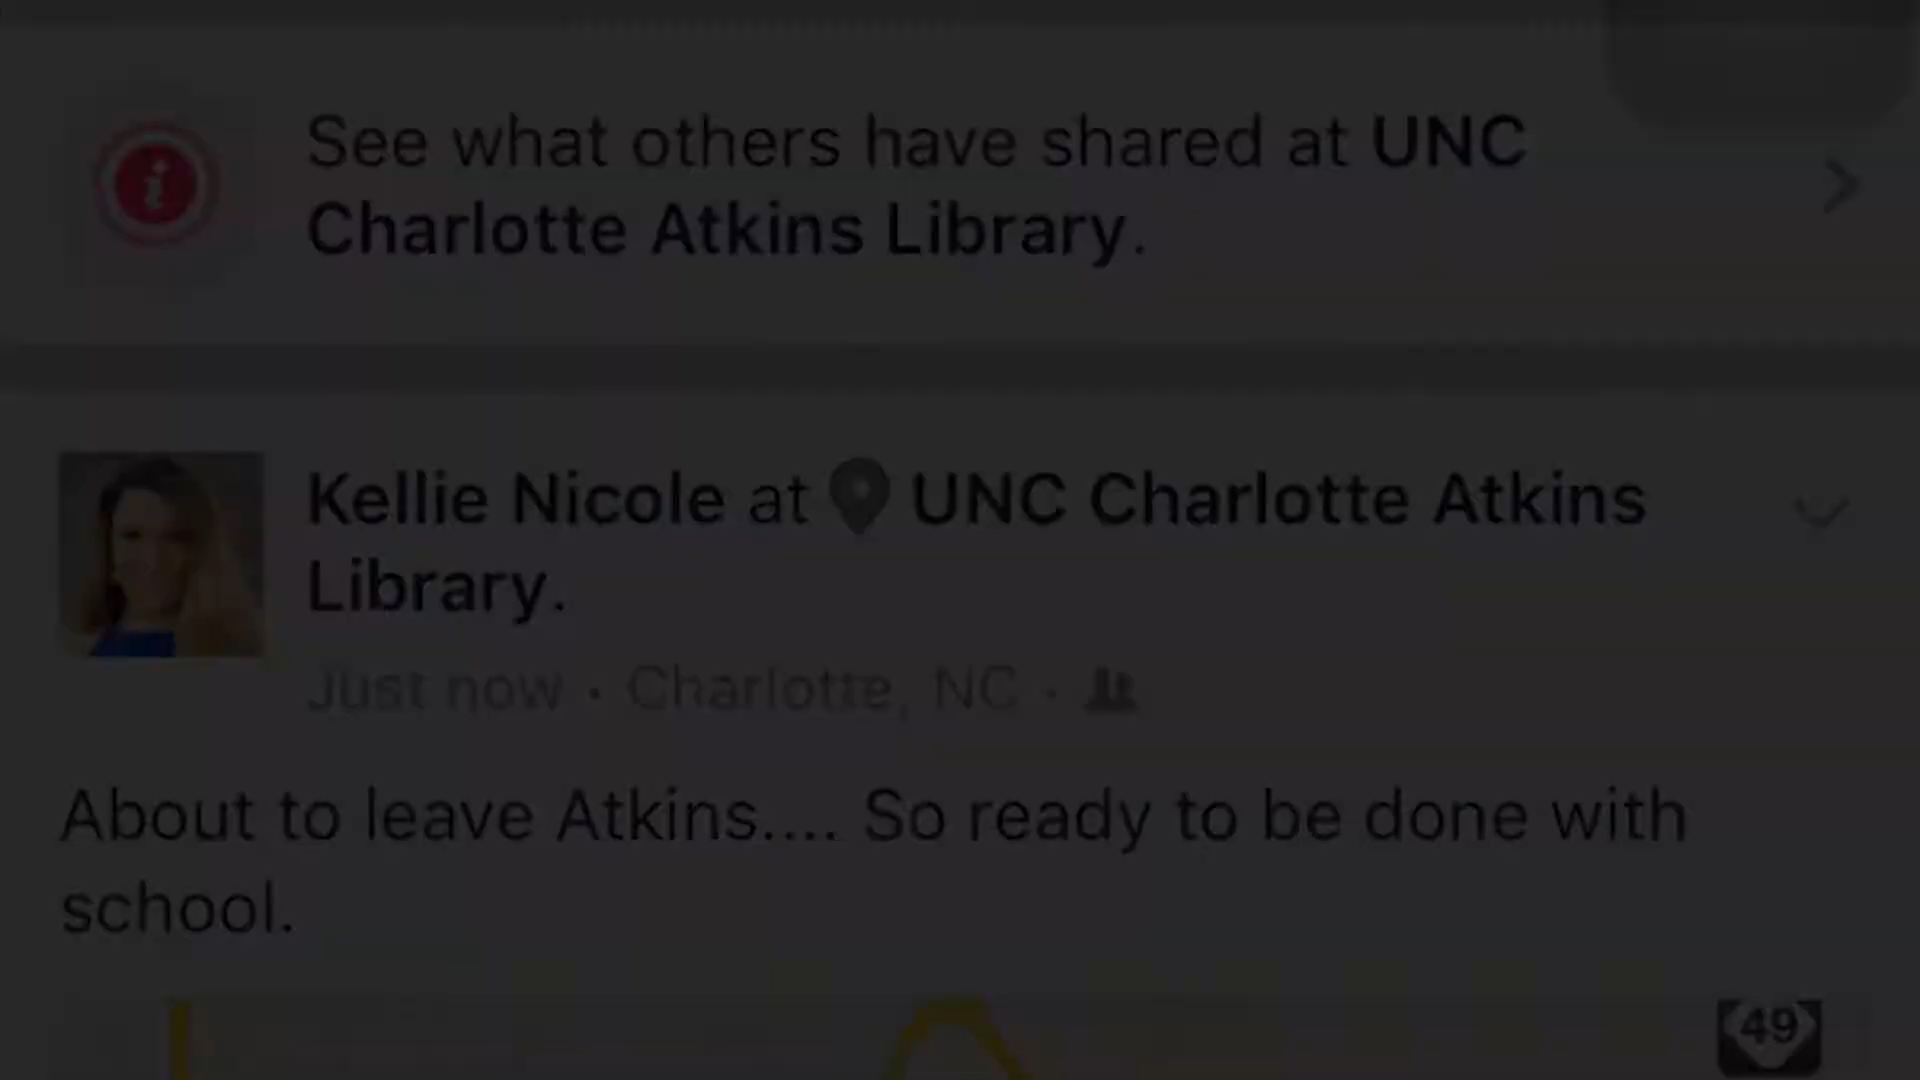 See what others have shared at UNC
Charlotte Atkins Library.
Kellie Nicole at UNC Charlotte Atkins
Library.
Just now · Charlotte, NC ·
About to leave Atkins.... So ready to be done with
school.
49